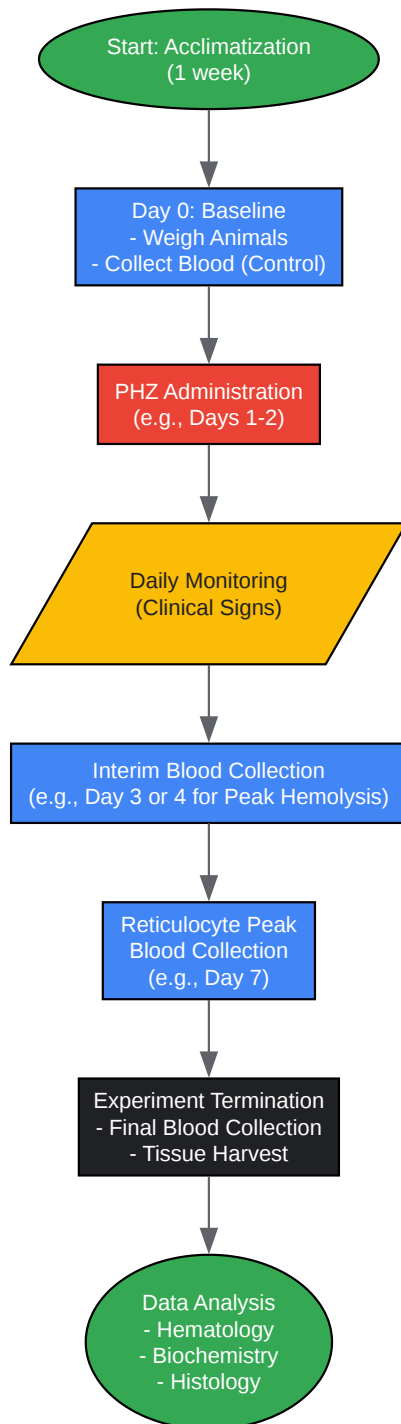 Start: Acclimatization
(1 week)
Day 0: Baseline
- Weigh Animals
- Collect Blood (Control)
PHZ Administration
(e.g., Days 1-2)
Daily Monitoring
(Clinical Signs)
Interim Blood Collection
(e.g., Day 3 or 4 for Peak Hemolysis)
Reticulocyte Peak
Blood Collection
(e.g., Day 7)
Experiment Termination
- Final Blood Collection
- Tissue Harvest
Data Analysis
- Hematology
- Biochemistry
- Histology